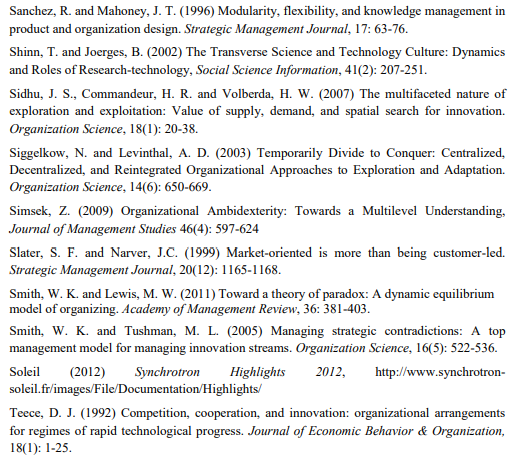 Sanchez, R. and Mahoney, J. T. (1996) Modularity, flexibility, and knowledge management in
product and organization design. Strategic Management Journal, 17: 63-76.
Shinn, T. and Joerges, B. (2002) The Transverse Science and Technology Culture: Dynamics
and Roles of Research-technology, Social Science Information, 41(2): 207-251.
Sidhu, J. S., Commandeur, H. R. and Volberda, H. W. (2007) The multifaceted nature of
exploration and exploitation: Value of supply, demand, and spatial search for innovation.
Organization Science, 18(1): 20-38.
Siggelkow, N. and Levinthal, A. D. (2003) Temporarily Divide to Conquer: Centralized,
Decentralized, and Reintegrated Organizational Approaches to Exploration and Adaptation.
Organization Science, 14(6): 650-669.
Simsek, Z. (2009) Organizational Ambidexterity: Towards a Multilevel Understanding,
Journal of Management Studies 46(4): 597-624
Slater, S. F. and Narver, J.C. (1999) Market-oriented is more than being customer-led.
Strategic Management Journal, 20(12): 1165-1168.
Smith, W. K. and Lewis, M. W. (2011) Toward a theory of paradox: A dynamic equilibrium
model of organizing. Academy of Management Review, 36: 381-403.
Smith, W. K. and Tushman, M. L. (2005) Managing strategic contradictions: A top
management model for managing innovation streams. Organization Science, 16(5): 522-536.
Soleil (2012) Synchrotron Highlights 2012, http://www.synchrotron-
soleil.fr/images/File/Documentation/Highlights/
Teece, D. J. (1992) Competition, cooperation, and innovation: organizational arrangements
for regimes of rapid technological progress. Journal of Economic Behavior & Organization,
18(1): 1-25.